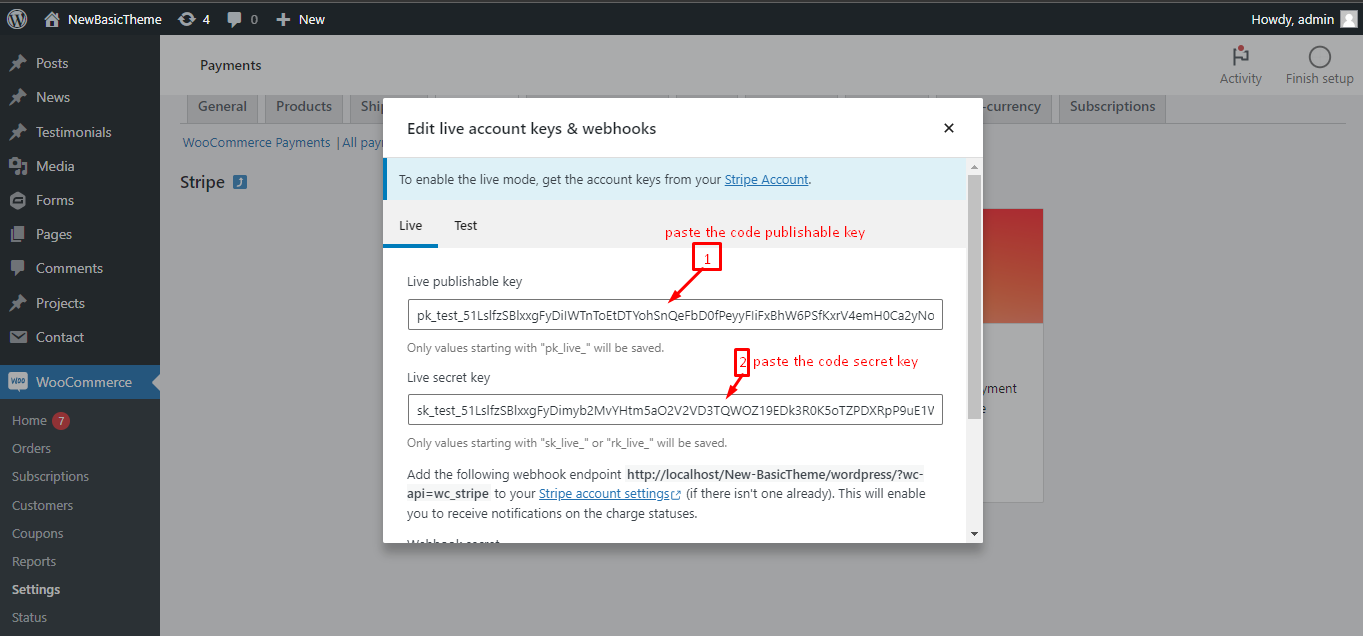 NewBasicTheme 4 0 New Howdy, admin
Posts
News
Testimonials
Media
Forms
Pages
Comments
Projects
Contact
WOO WooCommerce
Home 7
Orders
Subscriptions
Customers
Coupons
Reports
Settings
Status
Payments
Activity Finish setup
General Products -currency Subscriptions
WooCommerce Payments | All
Stripe
Edit live account keys & webhooks
To enable the live mode, get the account keys from your Stripe Account.
Live Test
paste the code publishable key
1
Live publishable key
pk_test_51LslfzSBlxxgFyDiIWTnToEtDTYohSnQeFbD0fPeyyFIiFxBhW6PSfKxrV4emH0Ca2yNo
Only values starting with "pk_live_" will be saved.
2 paste the code secret key
Live secret key
sk_test_51LslfzSBlxxgFyDimyb2MvYHtm5aO2V2VD3TQWOZ19EDk3R0K5oTZPDXRpP9uE1V
Only values starting with "sk_live_" or "rk_live_" will be saved.
Add the following webhook endpoint http://localhost/New-BasicTheme/wordpress/?wc-
api=wc_stripe to your Stripe account settings (if there isn't one already). This will enable
you to receive notifications on the charge statuses.
Webhook secret